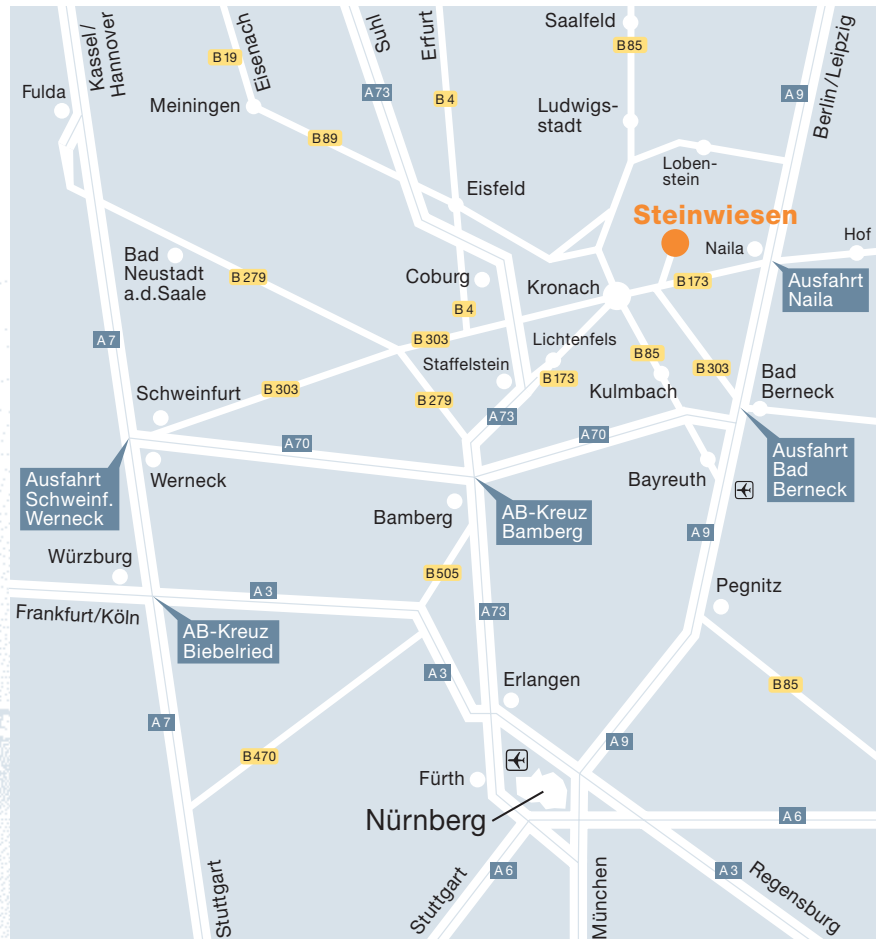 Kassel/
Hannover
Eisenach
Suhl
Erfurt
Saalfeld
B85
Berlin/Leipzig
B19
Fulda
Meiningen
A73
B4
A9
Ludwigs-
stadt
B89
Loben-
stein
Eisfeld
Steinwiesen
Naila
Hof
Bad
Neustadt
a.d.Saale
B279
Coburg
Kronach
B173
Ausfahrt
Naila
B4
A7
B303
Lichtenfels
B85
B303
Staffelstein
B173
Kulmbach
Bad
Berneck
B303
B279
Schweinfurt
A73
A70
A70
Ausfahrt
Schweinf.
Werneck
Werneck
Bayreuth
Ausfahrt
Bad
Berneck
AB-Kreuz
Bamberg
Bamberg
A9
Würzburg
B505
A3
Pegnitz
Frankfurt/Köln
A73
AB-Kreuz
Biebelried
A3
Erlangen
B85
A7
A9
B470
Fürth
Nürnberg
A6
Stuttgart
Stuttgart
A6
München
A3
Regensburg